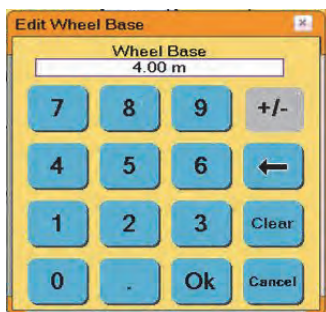 Edit Wheel Base
x
Wheel Base
4.00 m
7 8 9 +/-
4 5 6 ←
1 2 3 Clear
0 . Ok Cancel